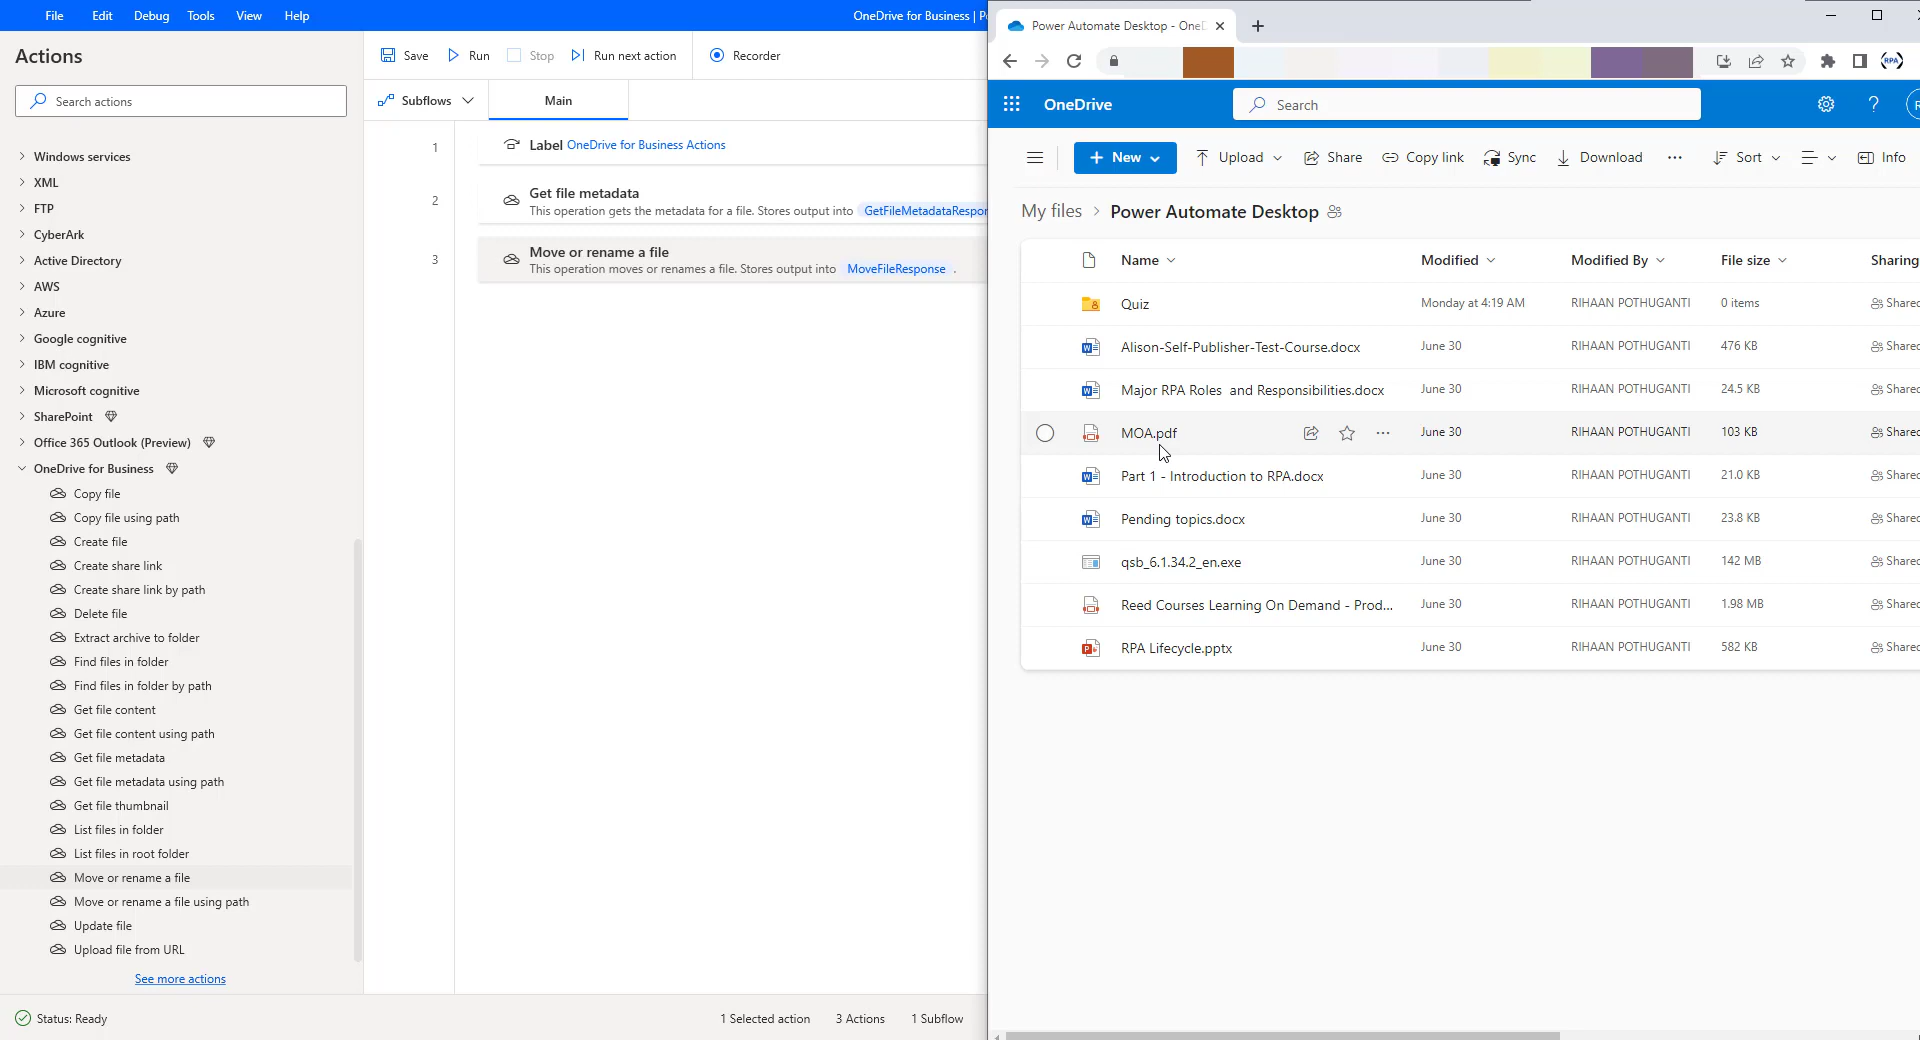 File Edit Debug Tools View Help
OneDrive for Business |
Actions
Search actions
Windows services
XML
FTP
CyberArk
Active Directory
AWS
Azure
Google cognitive
IBM cognitive
Microsoft cognitive
SharePoint
Office 365 Outlook (Preview)
OneDrive for Business
Copy file
Copy file using path
Create file
Create share link
Create share link by path
Delete file
Extract archive to folder
Find files in folder
Find files in folder by path
Get file content
Get file content using path
Get file metadata
Get file metadata using path
Get file thumbnail
List files in folder
List files in root folder
Move or rename a file
Move or rename a file using path
Update file
Upload file from URL
See more actions
Save Run Stop Run next action Recorder
Subflows Main
1 Label OneDrive for Business Actions
2 Get file metadata
This operation gets the metadata for a file. Stores output into GetFileMetadataRespor
3 Move or rename a file
This operation moves or renames a file. Stores output into MoveFileResponse .
Status: Ready 1 Selected action 3 Actions 1 Subflow
Power Automate Desktop - OneD
RPA
OneDrive Search ?
New Upload Share Copy link Sync Download Sort Info
My files > Power Automate Desktop
Name Modified Modified By File size Sharing
Quiz Monday at 4:19 AM RIHAAN POTHUGANTI 0 items Shared
Alison-Self-Publisher-Test-Course.docx June 30 RIHAAN POTHUGANTI 476 KB Shared
Major RPA Roles and Responsibilities.docx June 30 RIHAAN POTHUGANTI 24.5 KB Shared
MOA.pdf June 30 RIHAAN POTHUGANTI 103 KB Shared
Part 1 - Introduction to RPA.docx June 30 RIHAAN POTHUGANTI 21.0 KB Shared
Pending topics.docx June 30 RIHAAN POTHUGANTI 23.8 KB Shared
qsb_6.1.34.2_en.exe June 30 RIHAAN POTHUGANTI 142 MB Shared
Reed Courses Learning On Demand - Prod... June 30 RIHAAN POTHUGANTI 1.98 MB Shared
RPA Lifecycle.pptx June 30 RIHAAN POTHUGANTI 582 KB Shared